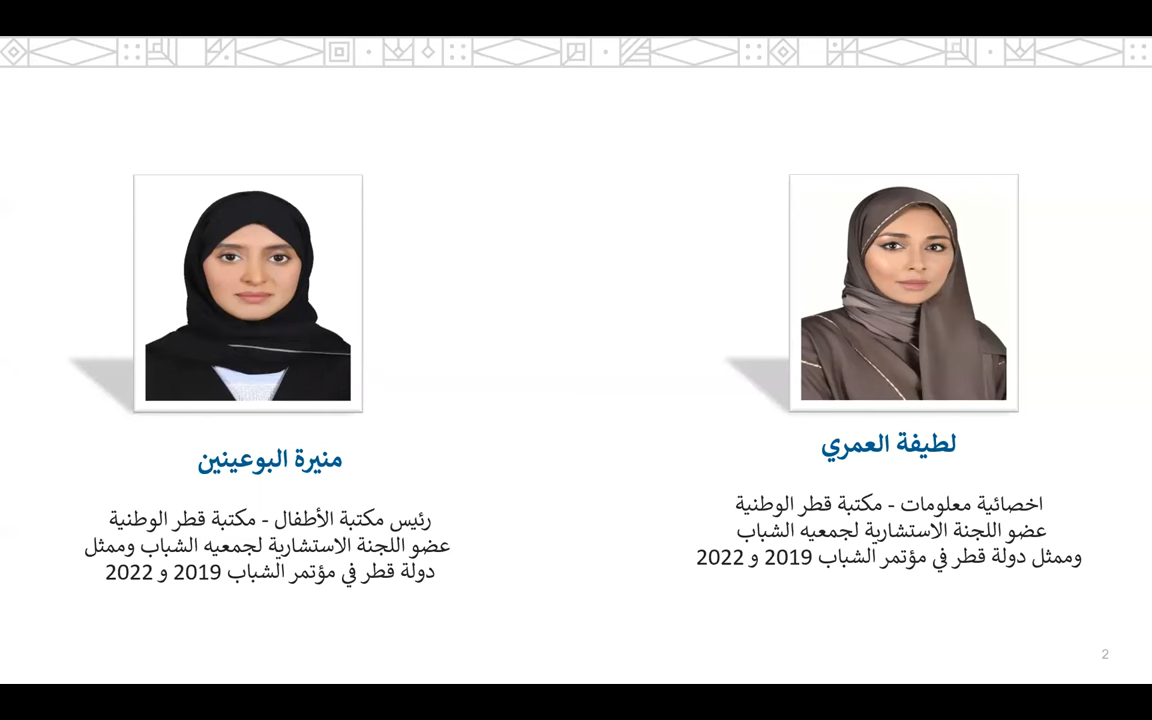 لطيفة العمري
اخصائية معلومات - مكتبة قطر الوطنية
عضو اللجنة الاستشارية لجمعيه الشباب
وممثل دولة قطر في مؤتمر الشباب 2019 و 2022
منيرة البوعينين
رئيس مكتبة الأطفال - مكتبة قطر الوطنية
عضو اللجنة الاستشارية لجمعيه الشباب وممثل
دولة قطر في مؤتمر الشباب 2019 و 2022
2